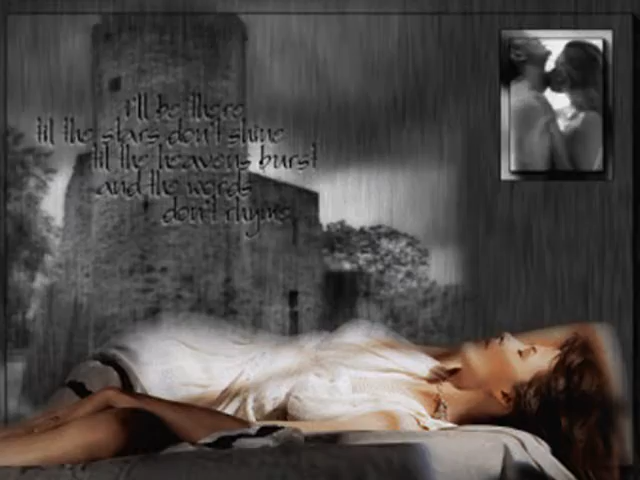 I'll be there
til the stars don't shine
til the heavens burst
and the words
don't rhyme